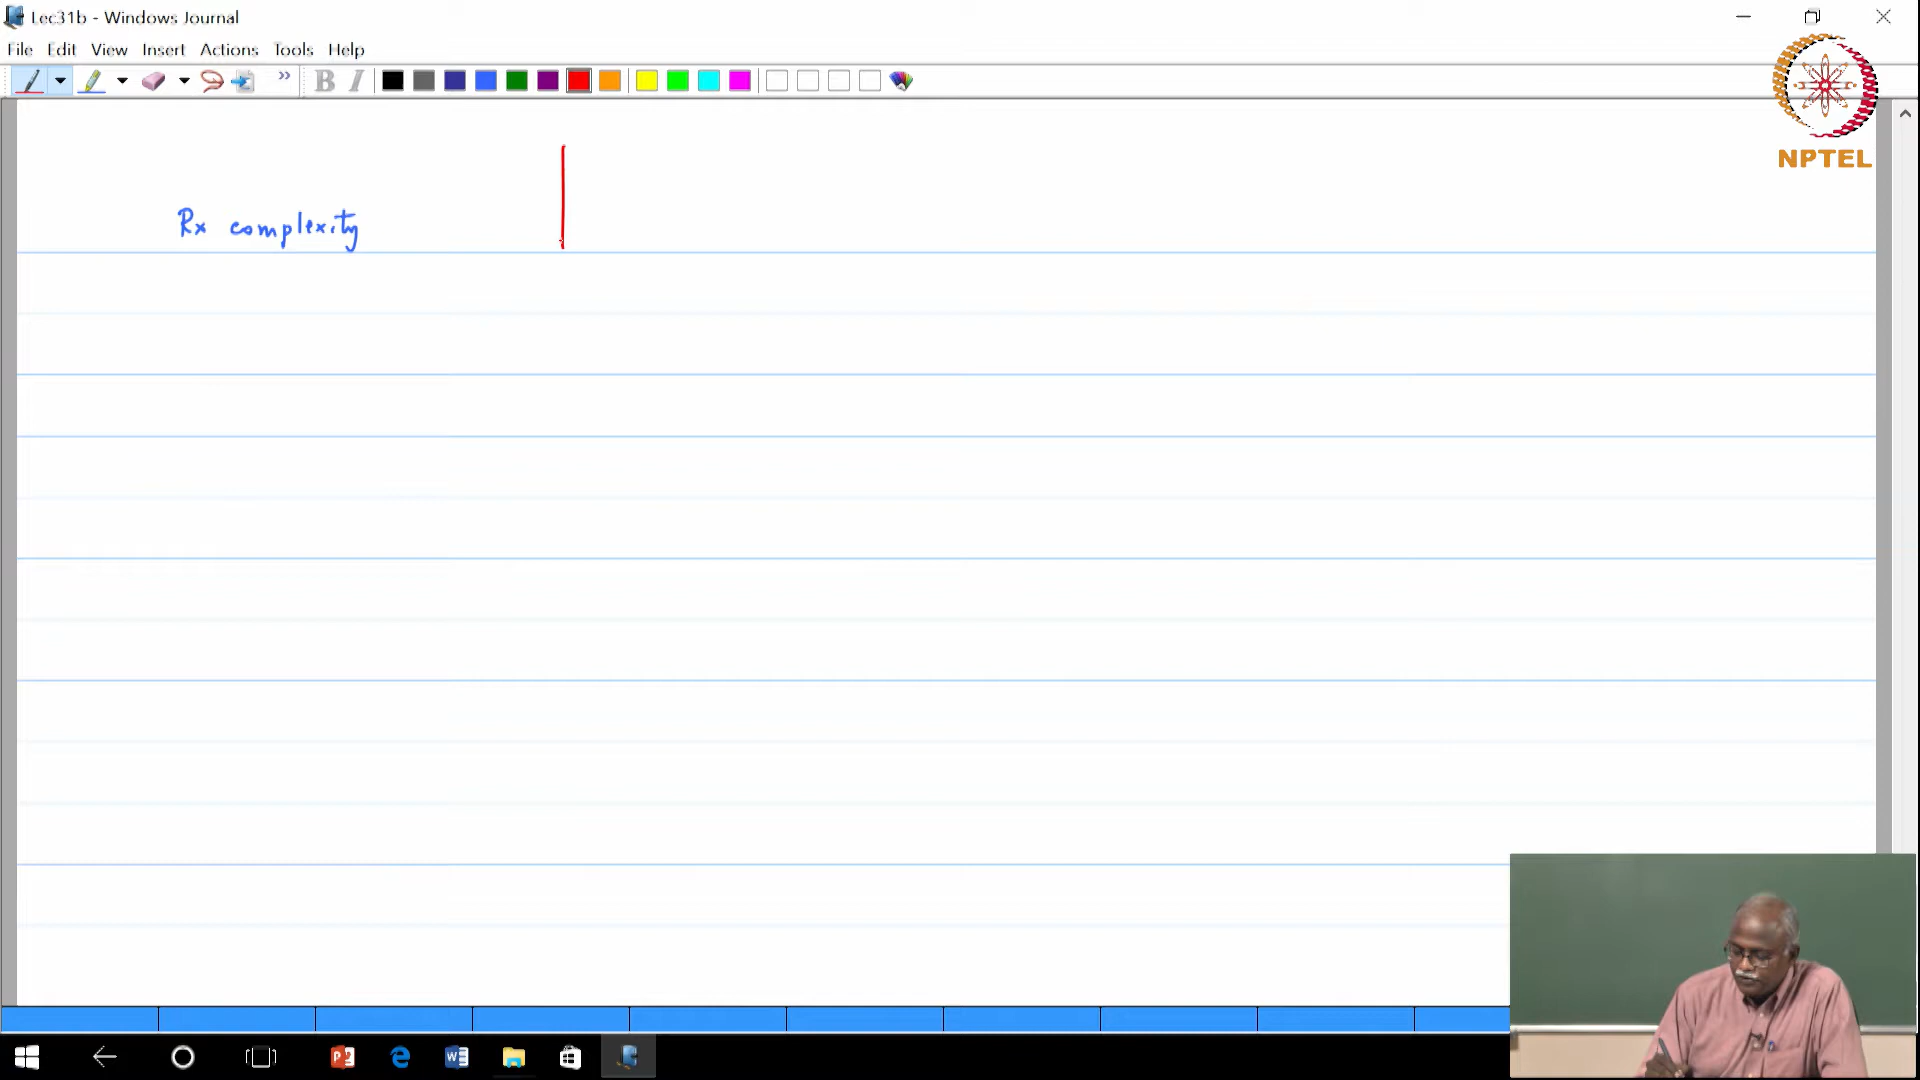 Lec31b - Windows Journal
File Edit View Insert Actions Tools Help
B I
NPTEL
Rx complexity